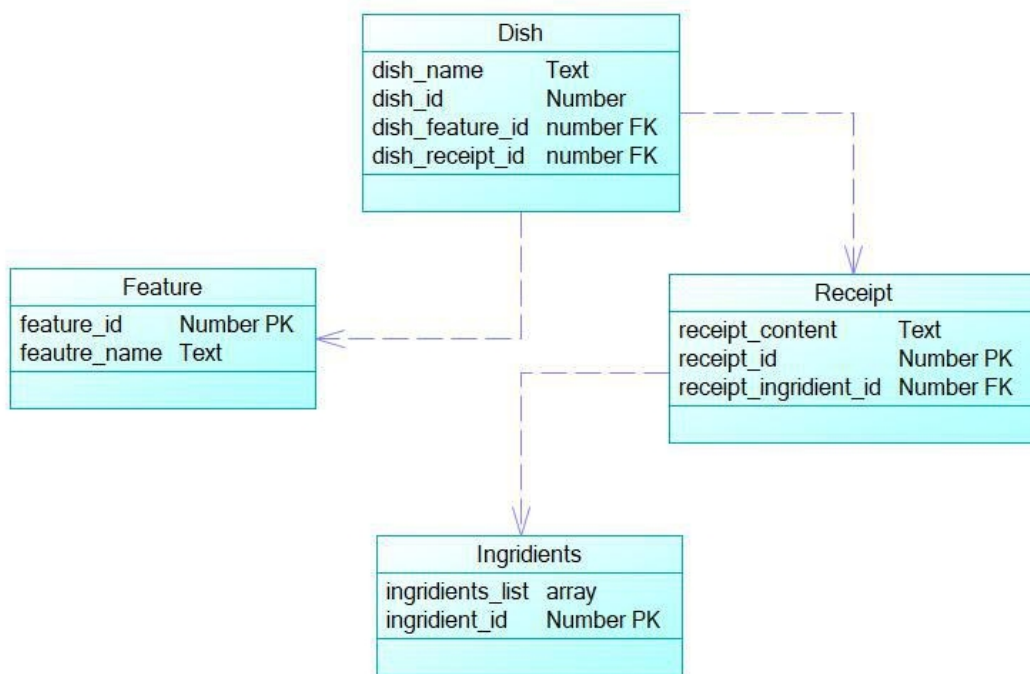 Dish
dish_name Text
dish_id Number
dish_feature_id number FK
dish_receipt_id number FK
Feature
feature_id Number PK
feautre_name Text
Receipt
receipt_content Text
receipt_id Number PK
receipt_ingridient_id Number FK
Ingridients
ingridients_list array
ingridient_id Number PK